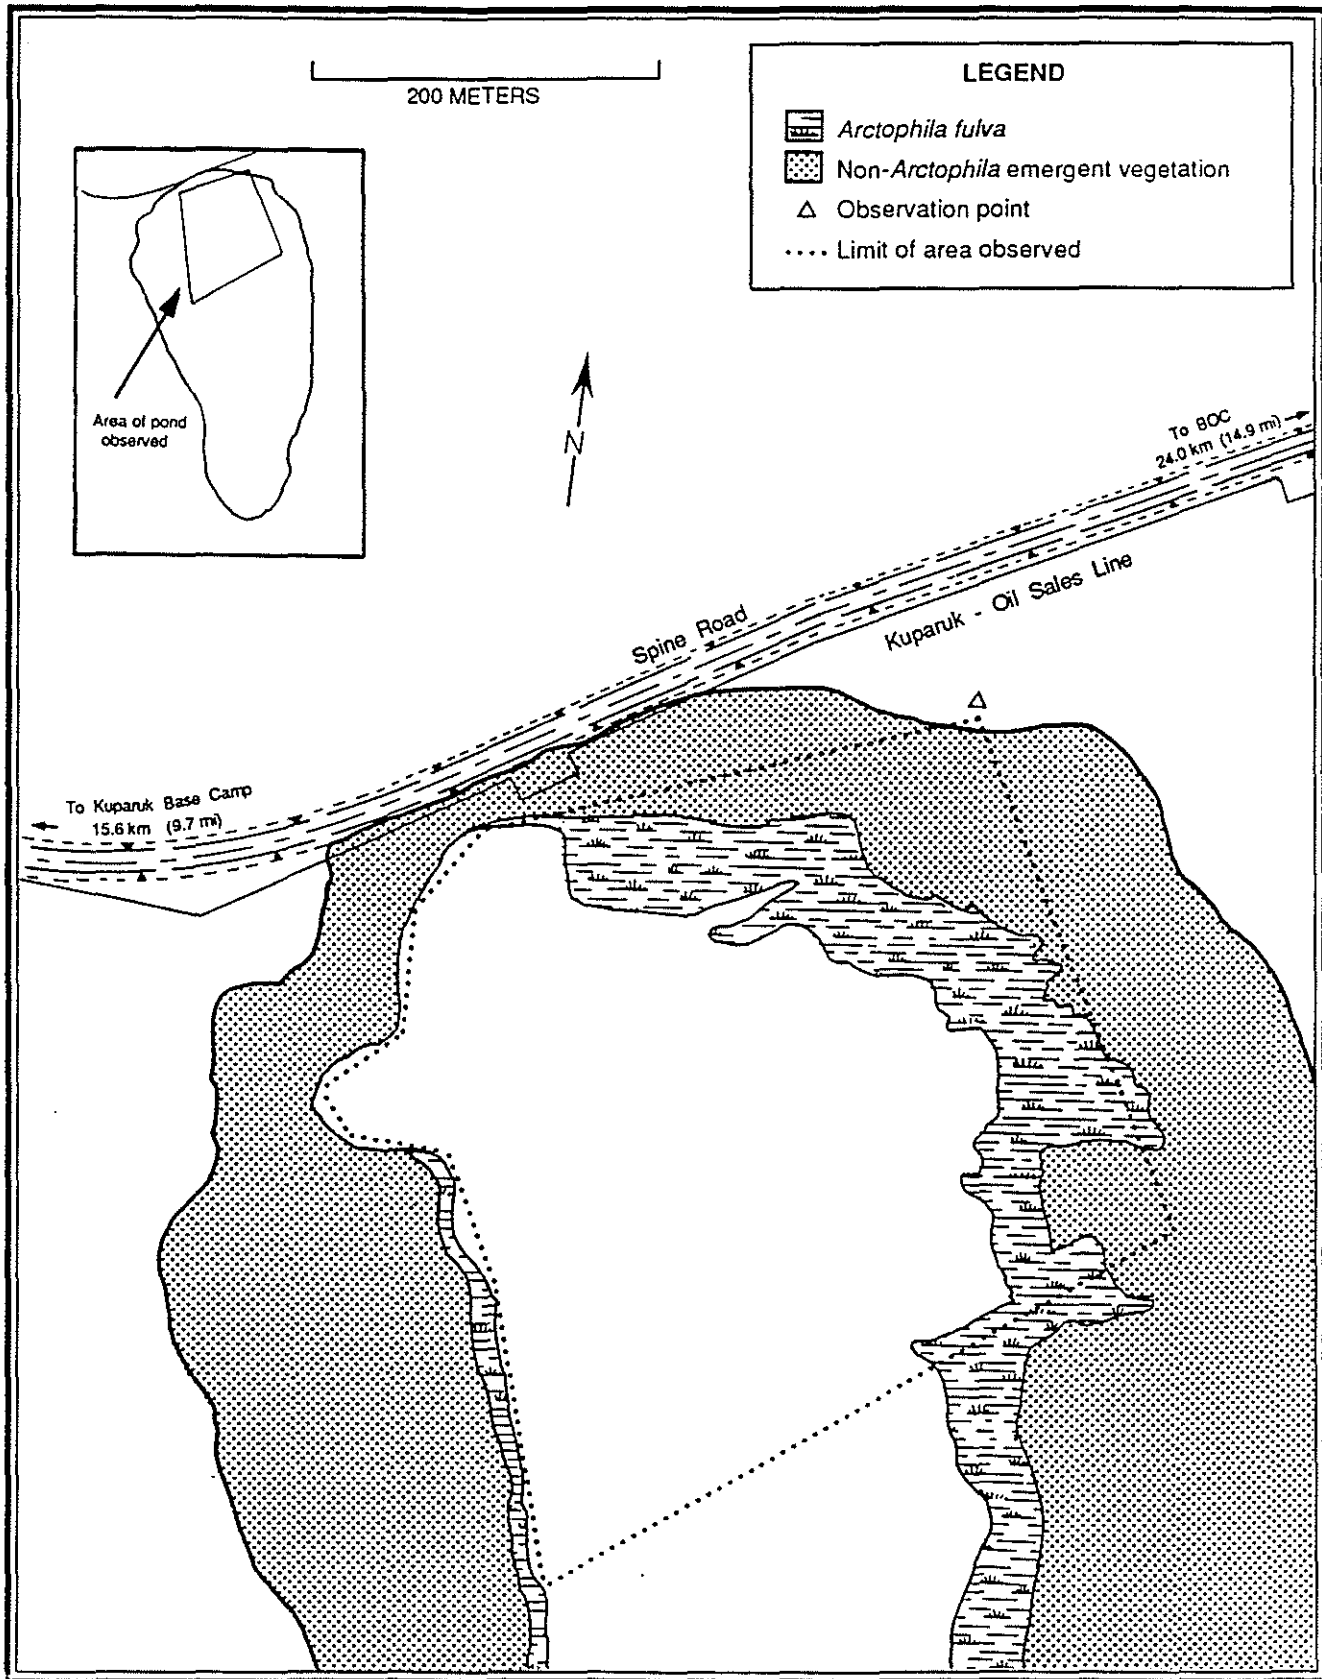 200 METERS
LEGEND
Arctophila fulva
Non-Arctophila emergent vegetation
Observation point
Limit of area observed
Area of pond
observed
N
To BOC
24.0 km (14.9 mi)
Spine Road
Kuparuk - Oil Sales Line
To Kuparuk Base Camp
15.6 km (9.7 mi)